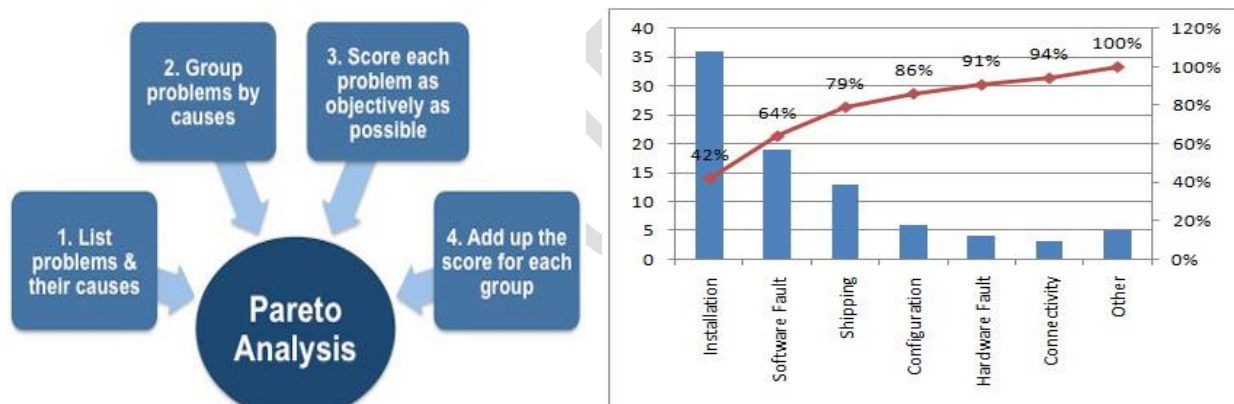 1. List
problems &
their causes
2. Group
problems by
causes
3. Score each
problem as
objectively as
possible
4. Add up the
score for each
group
Pareto
Analysis
40
35
30
25
20
15
10
5
0
120%
100%
80%
60%
40%
20%
0%
42%
64%
79%
86%
91%
94%
100%
Installation
Software Fault
Shipping
Configuration
Hardware Fault
Connectivity
Other